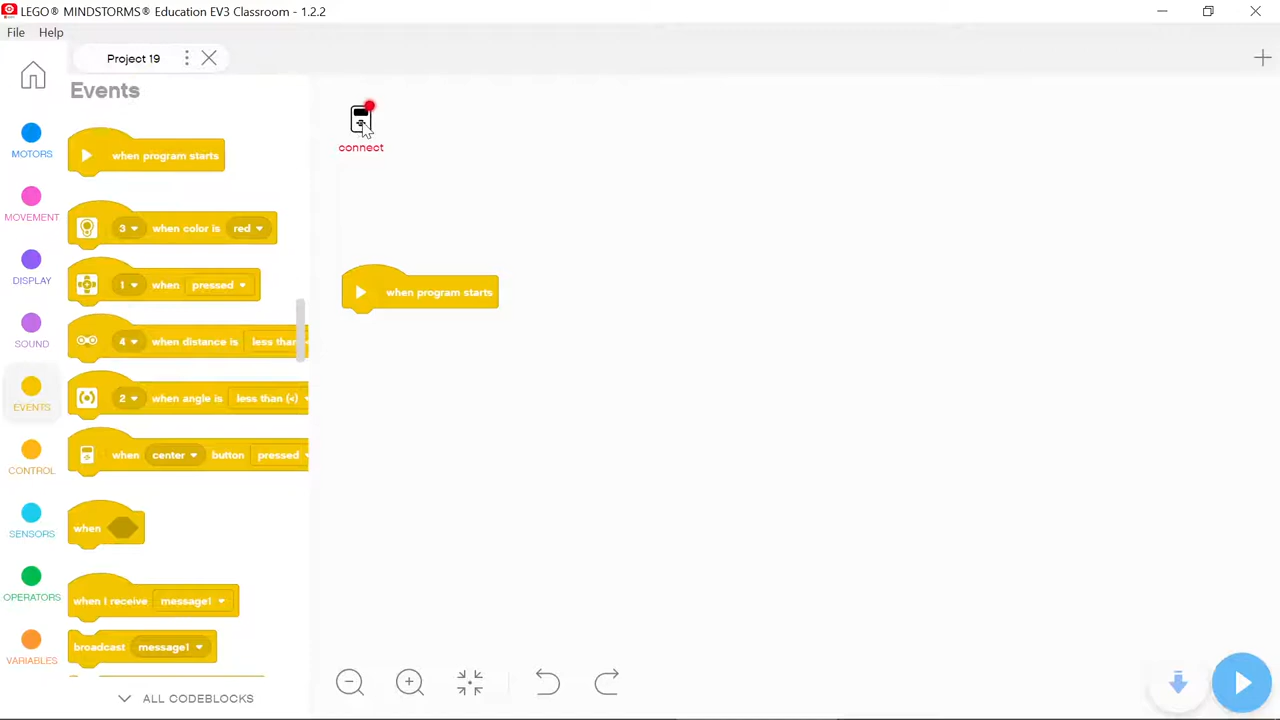 LEGO® MINDSTORMS® Education EV3 Classroom - 1.2.2
File Help
Project 19
Events
connect
MOTORS
MOVEMENT
DISPLAY
SOUND
EVENTS
CONTROL
SENSORS
OPERATORS
VARIABLES
when program starts
3 when color is red
1 when pressed
4 when distance is less than
2 when angle is less than (<)
when center button pressed
when
when I receive message1
broadcast message1
ALL CODEBLOCKS
when program starts